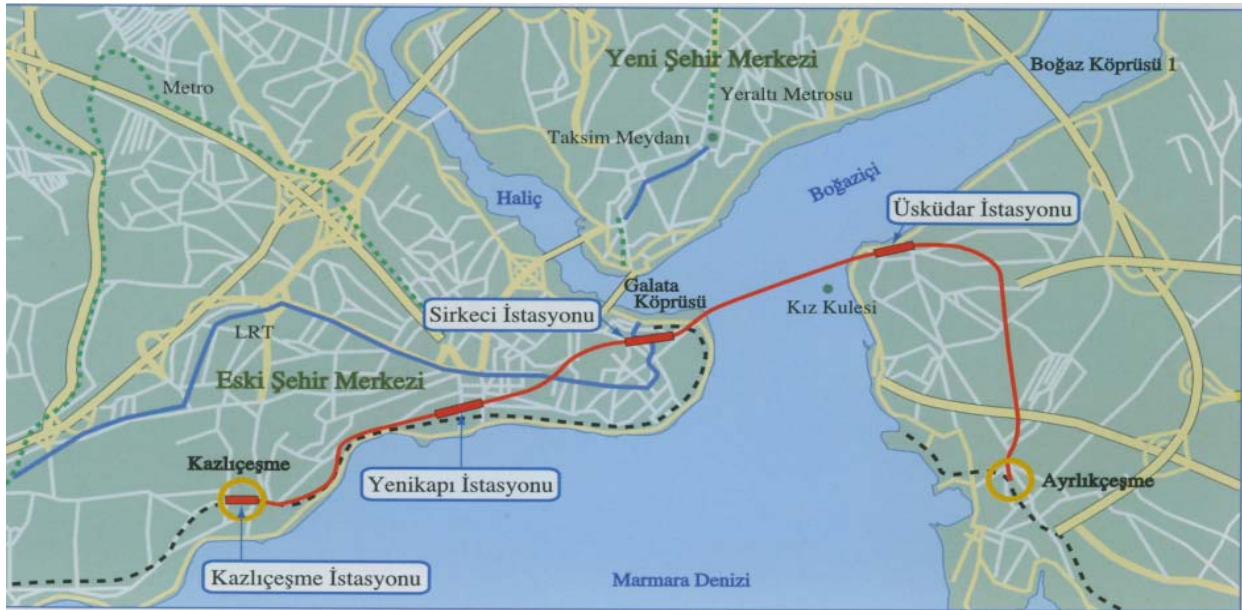 Yeni Şehir Merkezi
Boğaz Köprüsü 1
Metro
Yeraltı Metrosu
Taksim Meydanı
Haliç
Boğaziçi
Üsküdar İstasyonu
Galata
Köprüsü
Sirkeci İstasyonu
Kız Kulesi
LRT
Eski Şehir Merkezi
Kazlıçeşme
Yenikapı İstasyonu
Ayrlıkçeşme
Kazlıçeşme İstasyonu
Marmara Denizi